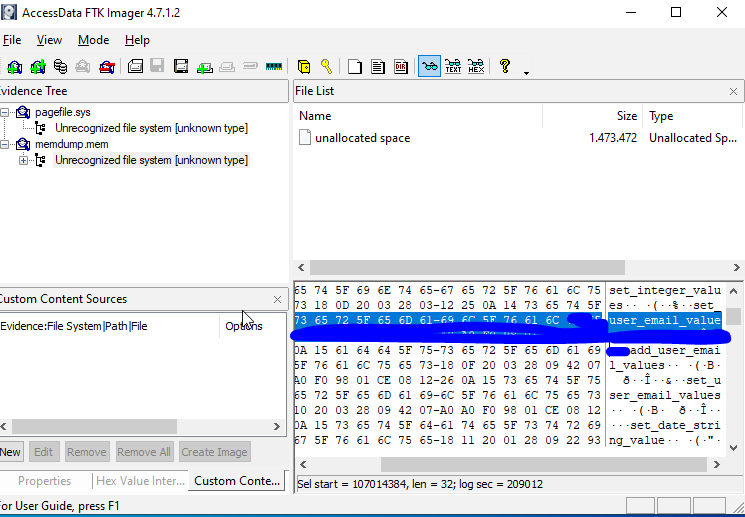 AccessData FTK Imager 4.7.1.2
File View Mode Help
Evidence Tree
pagefile.sys
Unrecognized file system [unknown type]
memdump.mem
Unrecognized file system [unknown type]
File List
Name Size Type
unallocated space 1.473.472 Unallocated Sp...
Custom Content Sources
Evidence:File System|Path|File Options
New Edit Remove Remove All Create Image
Properties Hex Value Inter... Custom Conte...
65 74 5F 69 6E 74 65-67 65 72 5F 76 61 6C 75 set_integer_valu
73 18 0D 20 03 28 03-12 25 0A 14 73 65 74 5F es·· ·(··%··set_
73 65 72 5F 65 6D 61-69 6C 5F 76 61 6C user_email_value
0A 15 61 64 64 5F 75-73 65 72 5F 65 6D 61 69 add_user_emai
5F 76 61 6C 75 65 73-18 0F 20 03 28 09 42 07 l_values·· ·(·B·
A0 F0 98 01 CE 08 12-26 0A 15 73 65 74 5F 75 ð··Î··&··set_u
65 72 5F 65 6D 61 69-6C 5F 76 61 6C 75 65 73 ser_email_values
10 20 03 28 09 42 07-A0 A0 F0 98 01 CE 08 12 ·· ·(·B· ð··Î··
0A 15 73 65 74 5F 64-61 74 65 5F 73 74 72 69 ··set_date_stri
67 5F 76 61 6C 75 65-18 11 20 01 28 09 22 93 ng_value·· ·(·"·
Sel start = 107014384, len = 32; log sec = 209012
For User Guide, press F1